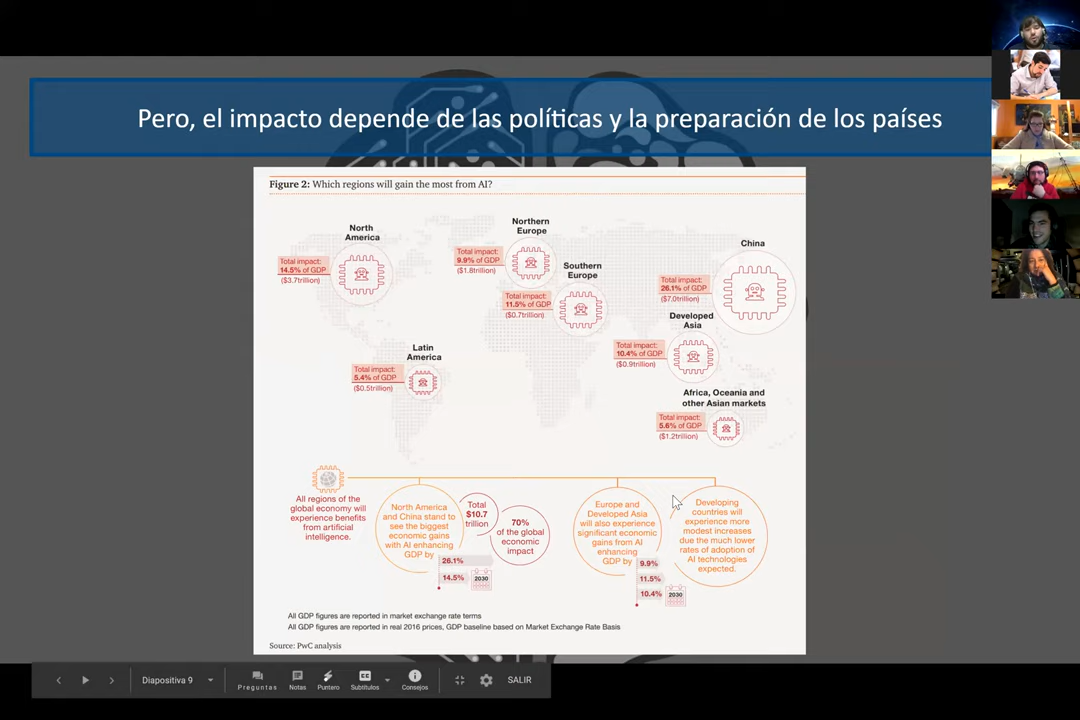 Pero, el impacto depende de las políticas y la preparación de los países
Figure 2: Which regions will gain the most from AI?
North
America
Total impact:
14.5% of GDP
($3.7trillion)
Northern
Europe
Total impact:
9.9% of GDP
($1.8trillion)
Southern
Europe
Total impact:
11.5% of GDP
($0.7trillion)
China
Total impact:
26.1% of GDP
($7.0trillion)
Developed
Asia
Total impact:
10.4% of GDP
($0.9trillion)
Latin
America
Total impact:
5.4% of GDP
($0.5trillion)
Africa, Oceania and
other Asian markets
Total impact:
5.6% of GDP
($1.2trillion)
All regions of the
global economy will
experience benefits
from artificial
intelligence.
North America
and China stand to
see the biggest
economic gains
with AI enhancing
GDP by
26.1%
14.5%
2030
Total
$10.7
trillion
70%
of the global
economic
impact
Europe and
Developed Asia
will also experience
significant economic
gains from AI
enhancing
GDP by
9.9%
11.5%
10.4%
2030
Developing
countries will
experience more
modest increases
due the much lower
rates of adoption of
AI technologies
expected.
All GDP figures are reported in market exchange rate terms
All GDP figures are reported in real 2016 prices, GDP baseline based on Market Exchange Rate Basis
Source: PwC analysis
Diapositiva 9
Preguntas
Notas
Puntero
Subtítulos
Consejos
SALIR